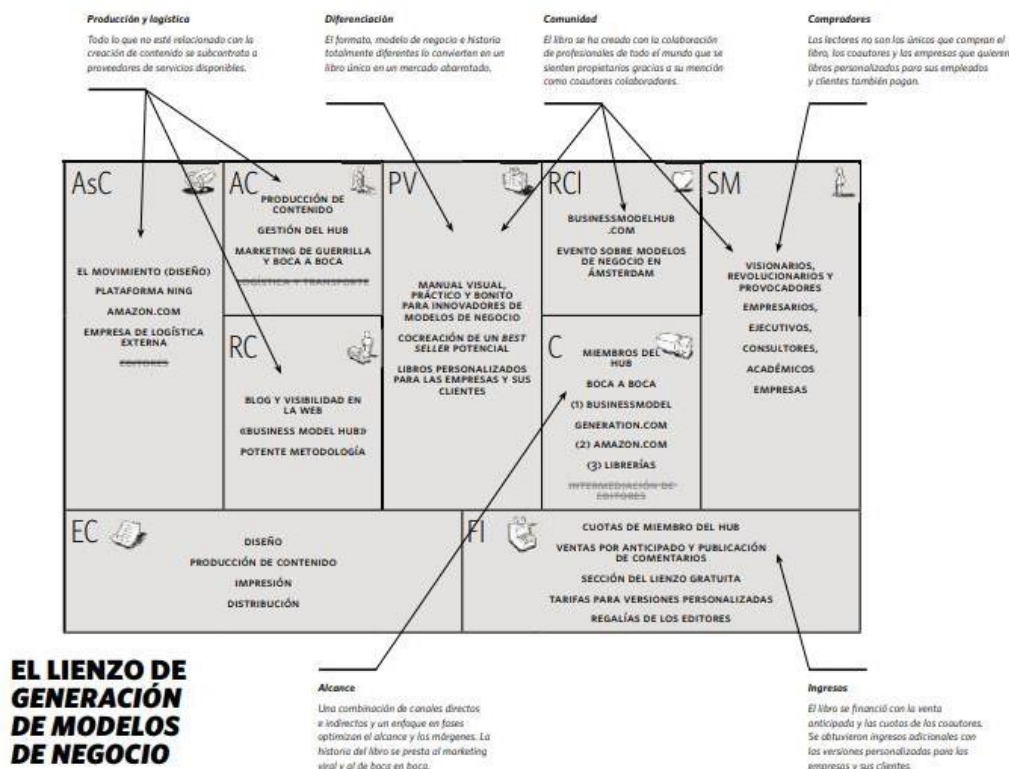 Producción y logística
Todo lo que no esté relacionado con la
creación de contenido se subcontrata a
proveedores de servicios disponibles.
Diferenciación
El formato, modelo de negocio e historia
totalmente diferentes lo convierten en un
libro único en un mercado abarrotado,
Comunidad
El libro se ha creado con la colaboración
de profesionales de todo el mundo que se
sienten propietarios gracias a su mención
como coautores colaboradores.
Compradores
Los lectores no son los únicos que compran el
libro, los coautores y las empresas que quieren
libros personalizados para sus empleados
y clientes también pagan.
AsC
EL MOVIMIENTO (DISEÑO)
PLATAFORMA NING
AMAZON.COM
EMPRESA DE LOGÍSTICA
EXTERNA
EDITORES
AC
PRODUCCIÓN DE
CONTENIDO
GESTIÓN DEL HUB
MARKETING DE GUERRILLA
Y BOCA A BOCA
LOGÍSTICA Y TRANSPORTE
RC
BLOG Y VISIBILIDAD EN
LA WEB
«BUSINESS MODEL HUB»
POTENTE METODOLOGÍA
PV
MANUAL VISUAL,
PRÁCTICO Y BONITO
PARA INNOVADORES DE
MODELOS DE NEGOCIO
COCREACIÓN DE UN BEST
SELLER POTENCIAL
LIBROS PERSONALIZADOS
PARA LAS EMPRESAS Y SUS
CLIENTES
RCl
BUSINESSMODELHUB
.COM
EVENTO SOBRE MODELOS
DE NEGOCIO EN
ÁMSTERDAM
C
MIEMBROS DEL
HUB
BOCA A BOCA
(1) BUSINESSMODEL
GENERATION.COM
(2) AMAZON.COM
(3) LIBRERÍAS
INTERMEDIACIÓN DE
EDITORES
SM
VISIONARIOS,
REVOLUCIONARIOS Y
PROVOCADORES
EMPRESARIOS,
EJECUTIVOS,
CONSULTORES,
ACADÉMICOS
EMPRESAS
EC
DISEÑO
PRODUCCIÓN DE CONTENIDO
IMPRESIÓN
DISTRIBUCIÓN
FI
CUOTAS DE MIEMBRO DEL HUB
VENTAS POR ANTICIPADO Y PUBLICACIÓN
DE COMENTARIOS
SECCIÓN DEL LIENZO GRATUITA
TARIFAS PARA VERSIONES PERSONALIZADAS
REGALÍAS DE LOS EDITORES
EL LIENZO DE
GENERACIÓN
DE MODELOS
DE NEGOCIO
Alcance
Una combinación de canales directos
e indirectos y un enfoque en fases
optimizan el alcance y los márgenes. La
historia del libro se presta al marketing
viral y al de boca en boca.
Ingresos
El libro se financió con la venta
anticipada y las cuotas de los coautores.
Se obtuvieron ingresos adicionales con
las versiones personalizadas para las
empresas y sus clientes.